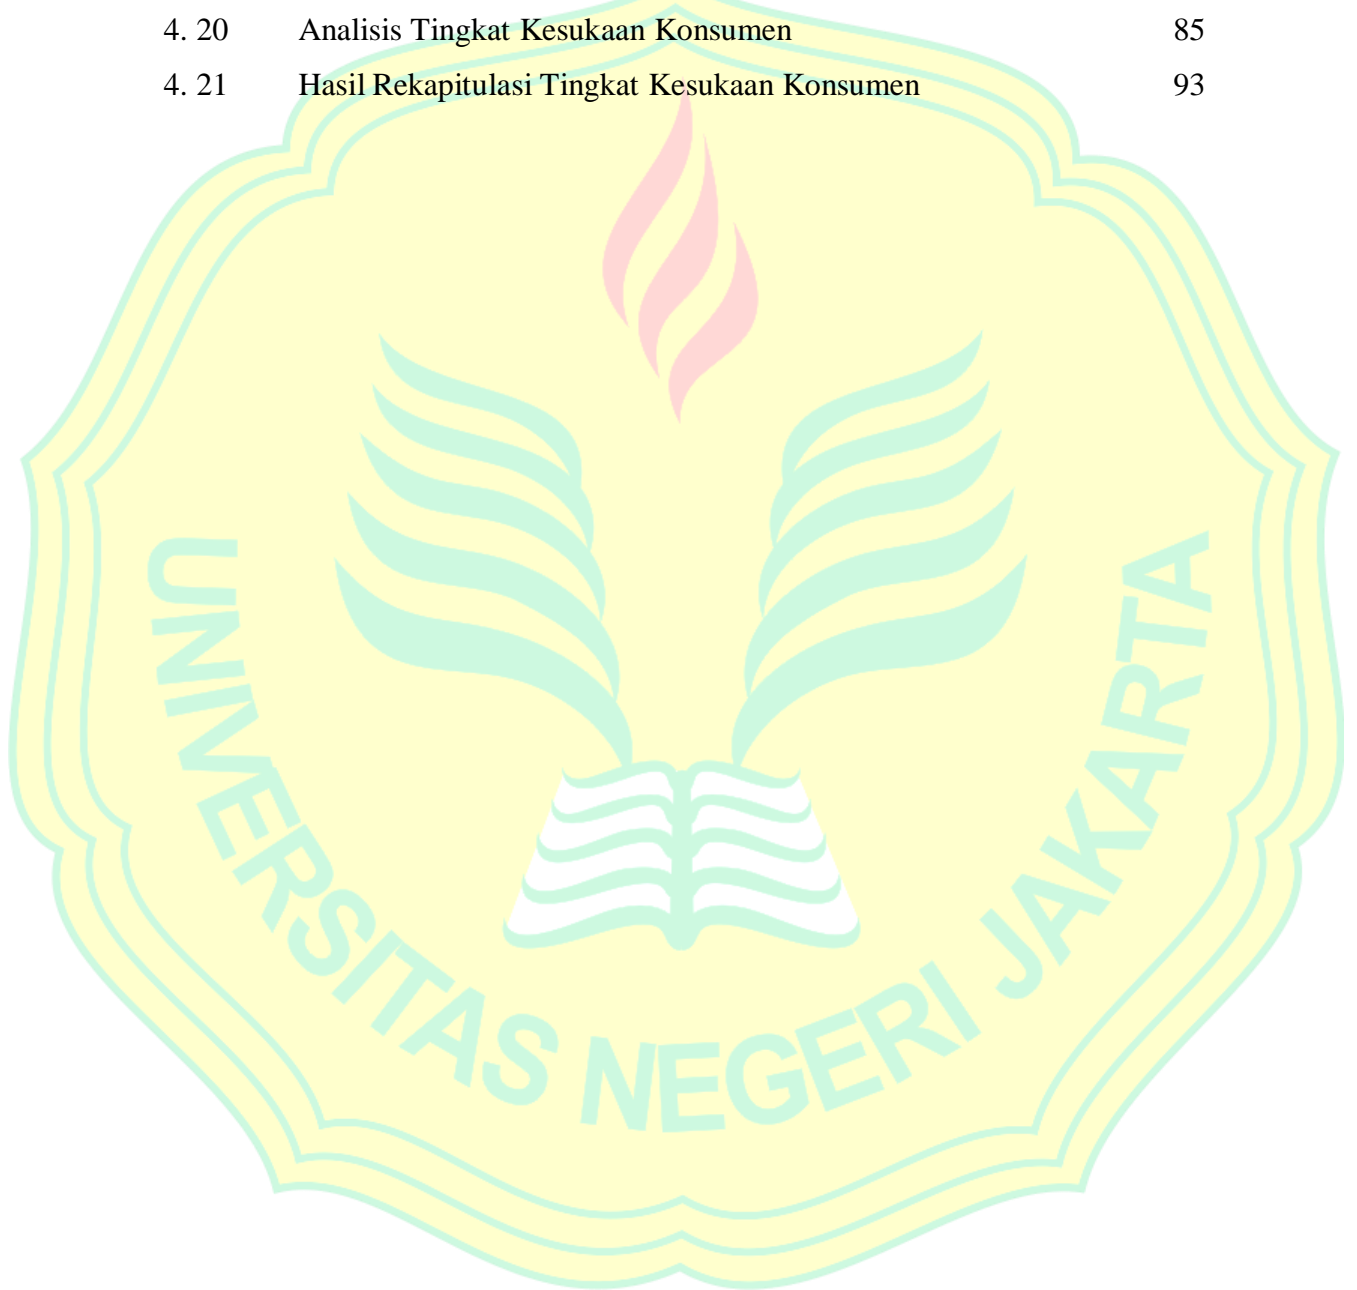 4. 20 Analisis Tingkat Kesukaan Konsumen 85
4. 21 Hasil Rekapitulasi Tingkat Kesukaan Konsumen 93
UNIVERSITAS NEGERI JAKARTA